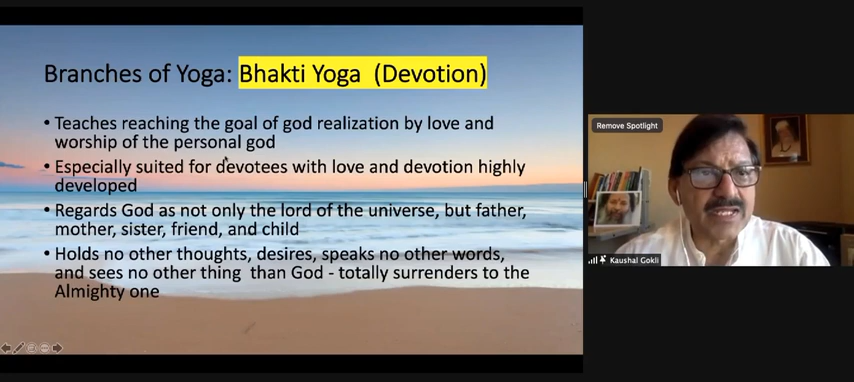 Branches of Yoga: Bhakti Yoga (Devotion)
• Teaches reaching the goal of god realization by love and
worship of the personal god
• Especially suited for devotees with love and devotion highly
developed
• Regards God as not only the lord of the universe, but father,
mother, sister, friend, and child
• Holds no other thoughts, desires, speaks no other words,
and sees no other thing than God - totally surrenders to the
Almighty one
Remove Spotlight
Kaushal Gokli